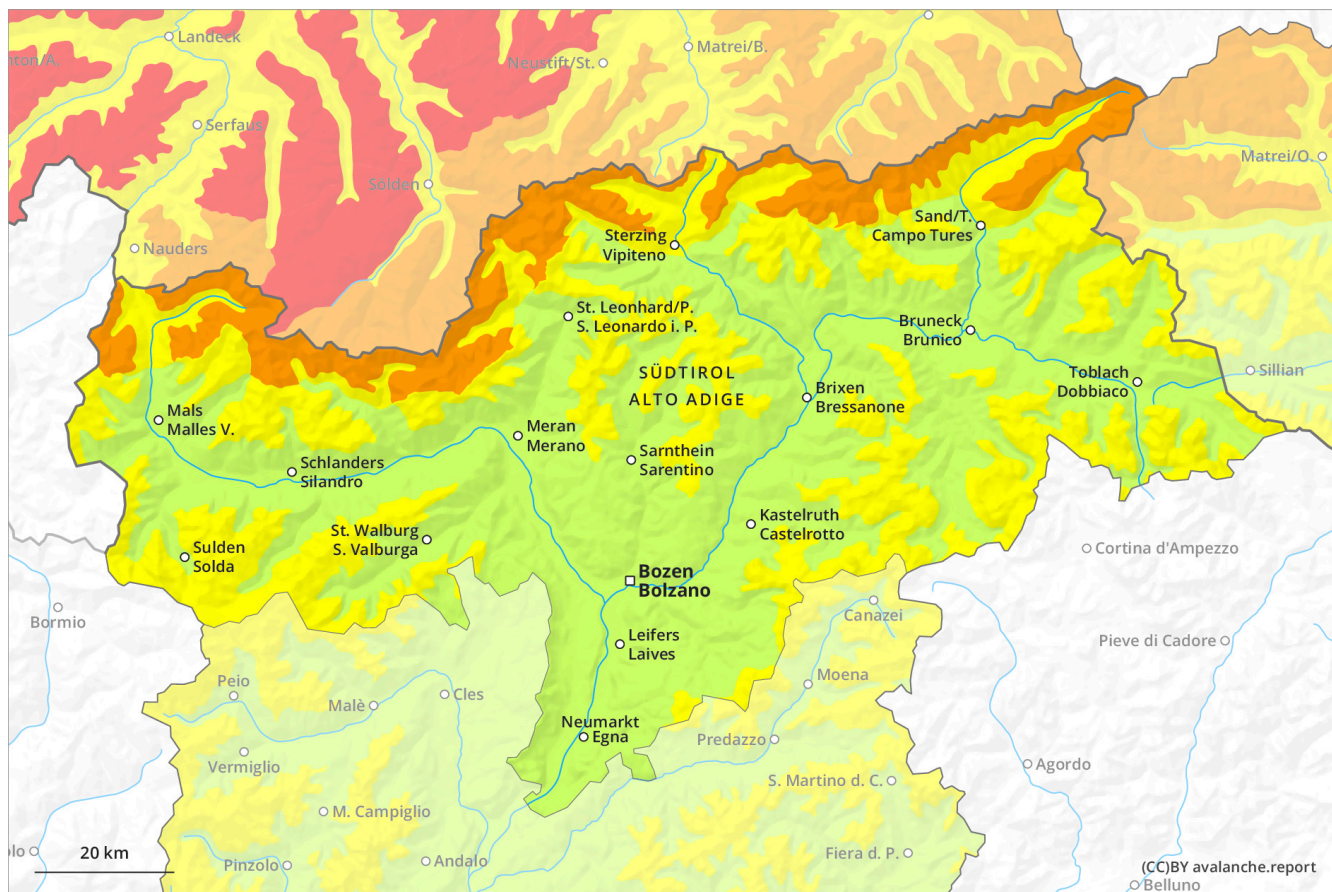 Landeck
Matrei/B.
nton/A.
Neustift/St.
Serfaus
Matrei/O.
Sölden
Sand/T.
Campo Tures
Sterzing
Vipiteno
Nauders
St. Leonhard/P.
S. Leonardo i. P.
Bruneck
Brunico
SÜDTIROL
ALTO ADIGE
Toblach
Dobbiaco
Sillian
Brixen
Bressanone
Mals
Malles V.
Meran
Merano
Sarnthein
Sarentino
Schlanders
Silandro
Kastelruth
Castelrotto
St. Walburg
S. Valburga
Sulden
Solda
Cortina d'Ampezzo
Bozen
Bolzano
Bormio
Canazei
Leifers
Laives
Pieve di Cadore
Peio
Moena
Malè
Cles
Neumarkt
Egna
Predazzo
Vermiglio
Agordo
S. Martino d. C.
M. Campiglio
olo
20 km
Pinzolo
Andalo
Fiera d. P.
(CC)BY avalanche.report
Belluno